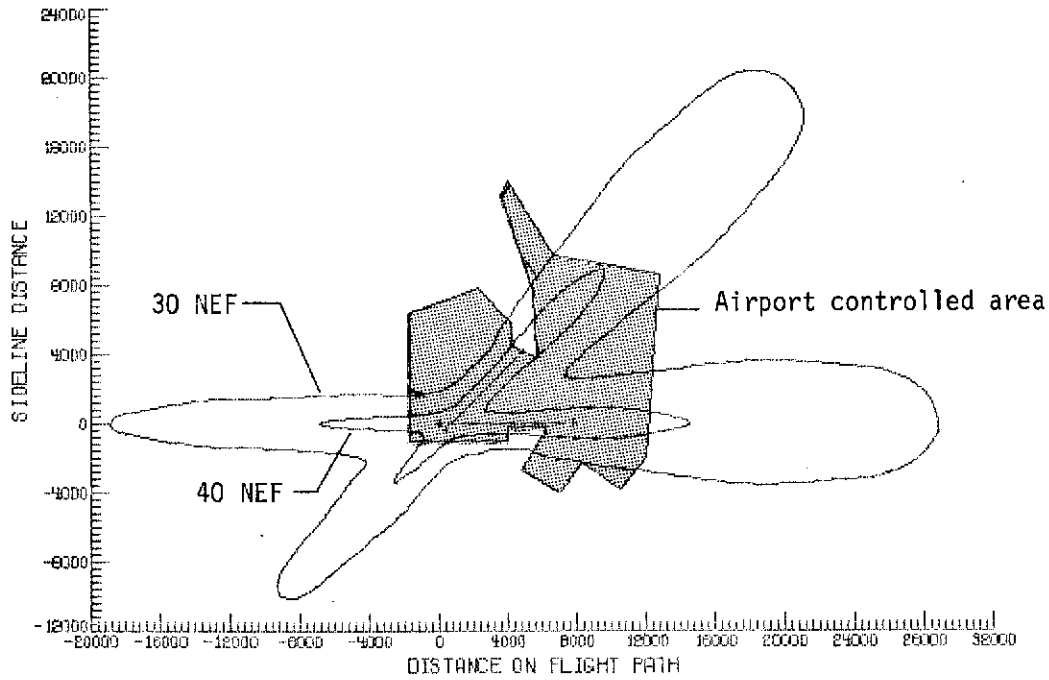 24000
20000
16000
12000
8000
4000
0
-4000
-8000
-12000
SIDELINE DISTANCE
30 NEF
40 NEF
Airport controlled area
-20000 -16000 -12000 -8000 -4000 0 4000 8000 12000 16000 20000 24000 28000 32000
DISTANCE ON FLIGHT PATH